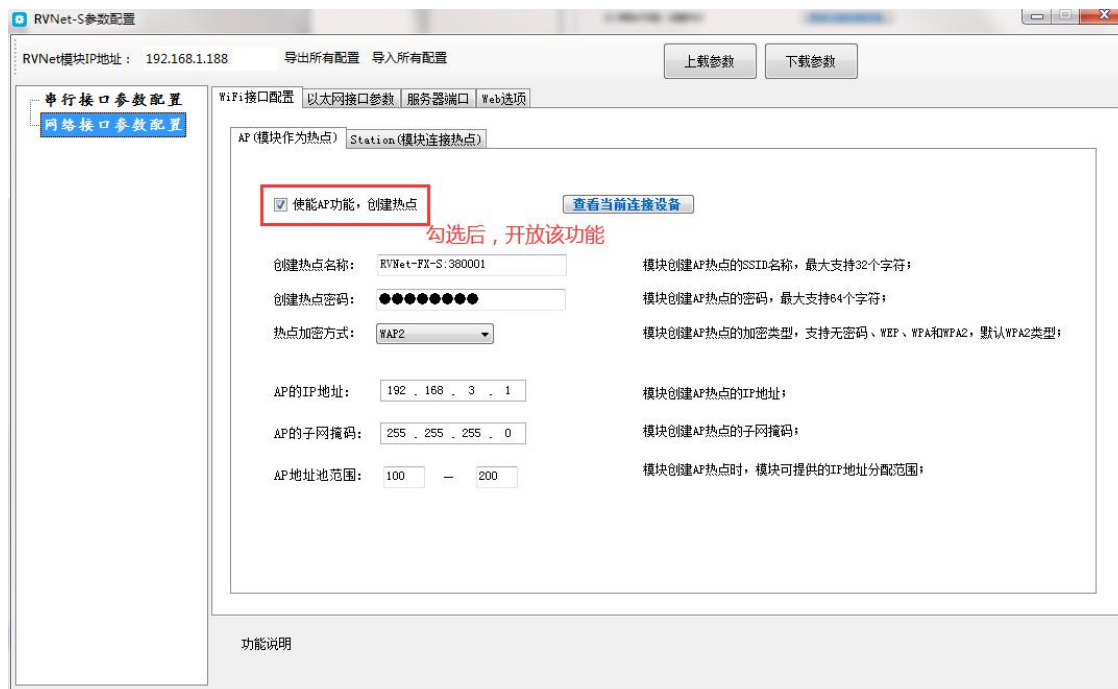 RVNet-S参数配置
RVNet模块IP地址： 192.168.1.188 导出所有配置 导入所有配置 上载参数 下载参数
串行接口参数配置
网络接口参数配置
WiFi接口配置 以太网接口参数 服务器端口 Web选项
AP(模块作为热点) Station(模块连接热点)
使能AP功能，创建热点 查看当前连接设备
勾选后，开放该功能
创建热点名称： RVNet-FX-S:380001 模块创建AP热点的SSID名称，最大支持32个字符；
创建热点密码： ●●●●●●●● 模块创建AP热点的密码，最大支持64个字符；
热点加密方式： WAP2 模块创建AP热点的加密类型，支持无密码、WEP、WPA和WPA2，默认WPA2类型；
AP的IP地址： 192 . 168 . 3 . 1 模块创建AP热点的IP地址；
AP的子网掩码： 255 . 255 . 255 . 0 模块创建AP热点的子网掩码；
AP地址池范围： 100 — 200 模块创建AP热点时，模块可提供的IP地址分配范围；
功能说明